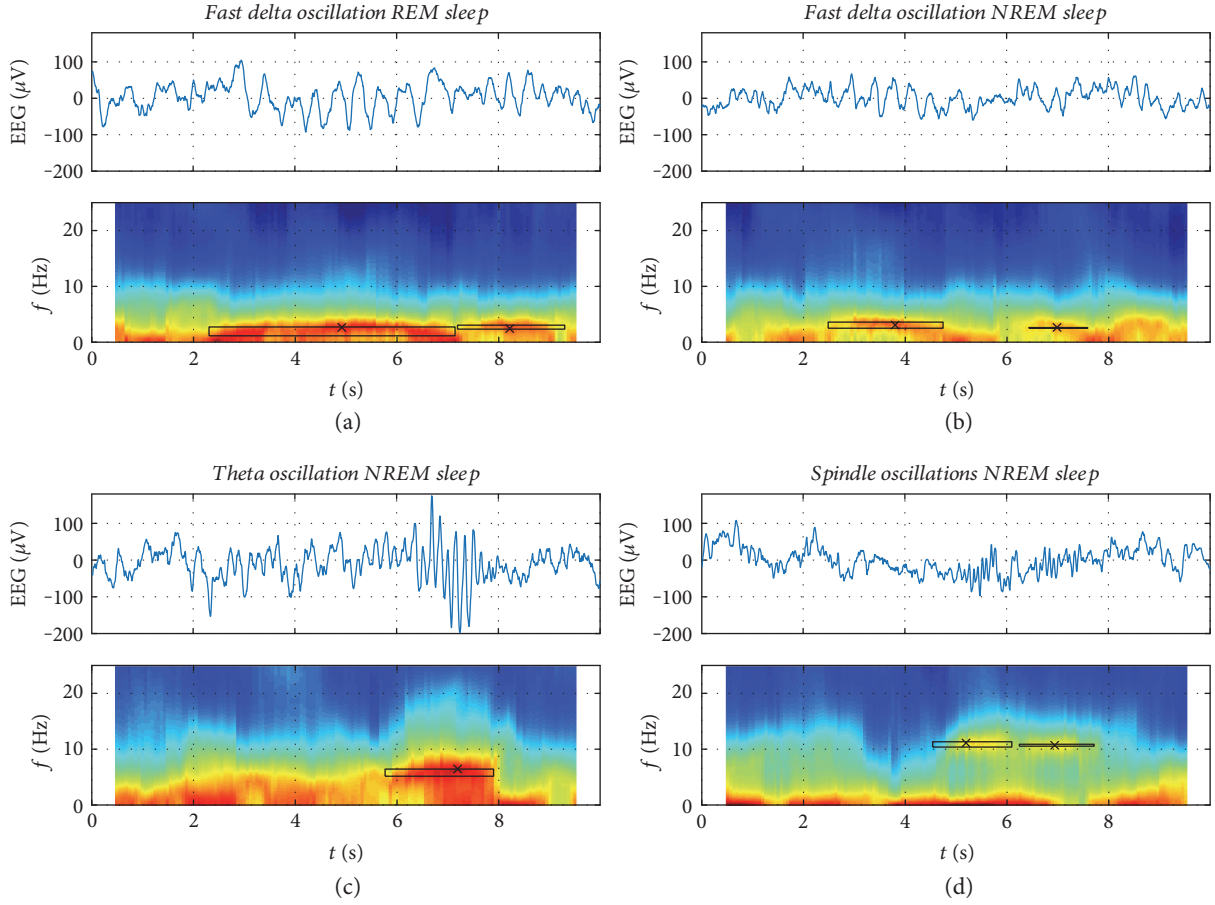 Fast delta oscillation REM sleep
EEG (μV)
100
0
-100
-200
f (Hz)
20
10
0
0 2 4 6 8
t (s)
(a)
Fast delta oscillation NREM sleep
EEG (μV)
100
0
-100
-200
f (Hz)
20
10
0
0 2 4 6 8
t (s)
(b)
Theta oscillation NREM sleep
EEG (μV)
100
0
-100
-200
f (Hz)
20
10
0
0 2 4 6 8
t (s)
(c)
Spindle oscillations NREM sleep
EEG (μV)
100
0
-100
-200
f (Hz)
20
10
0
0 2 4 6 8
t (s)
(d)